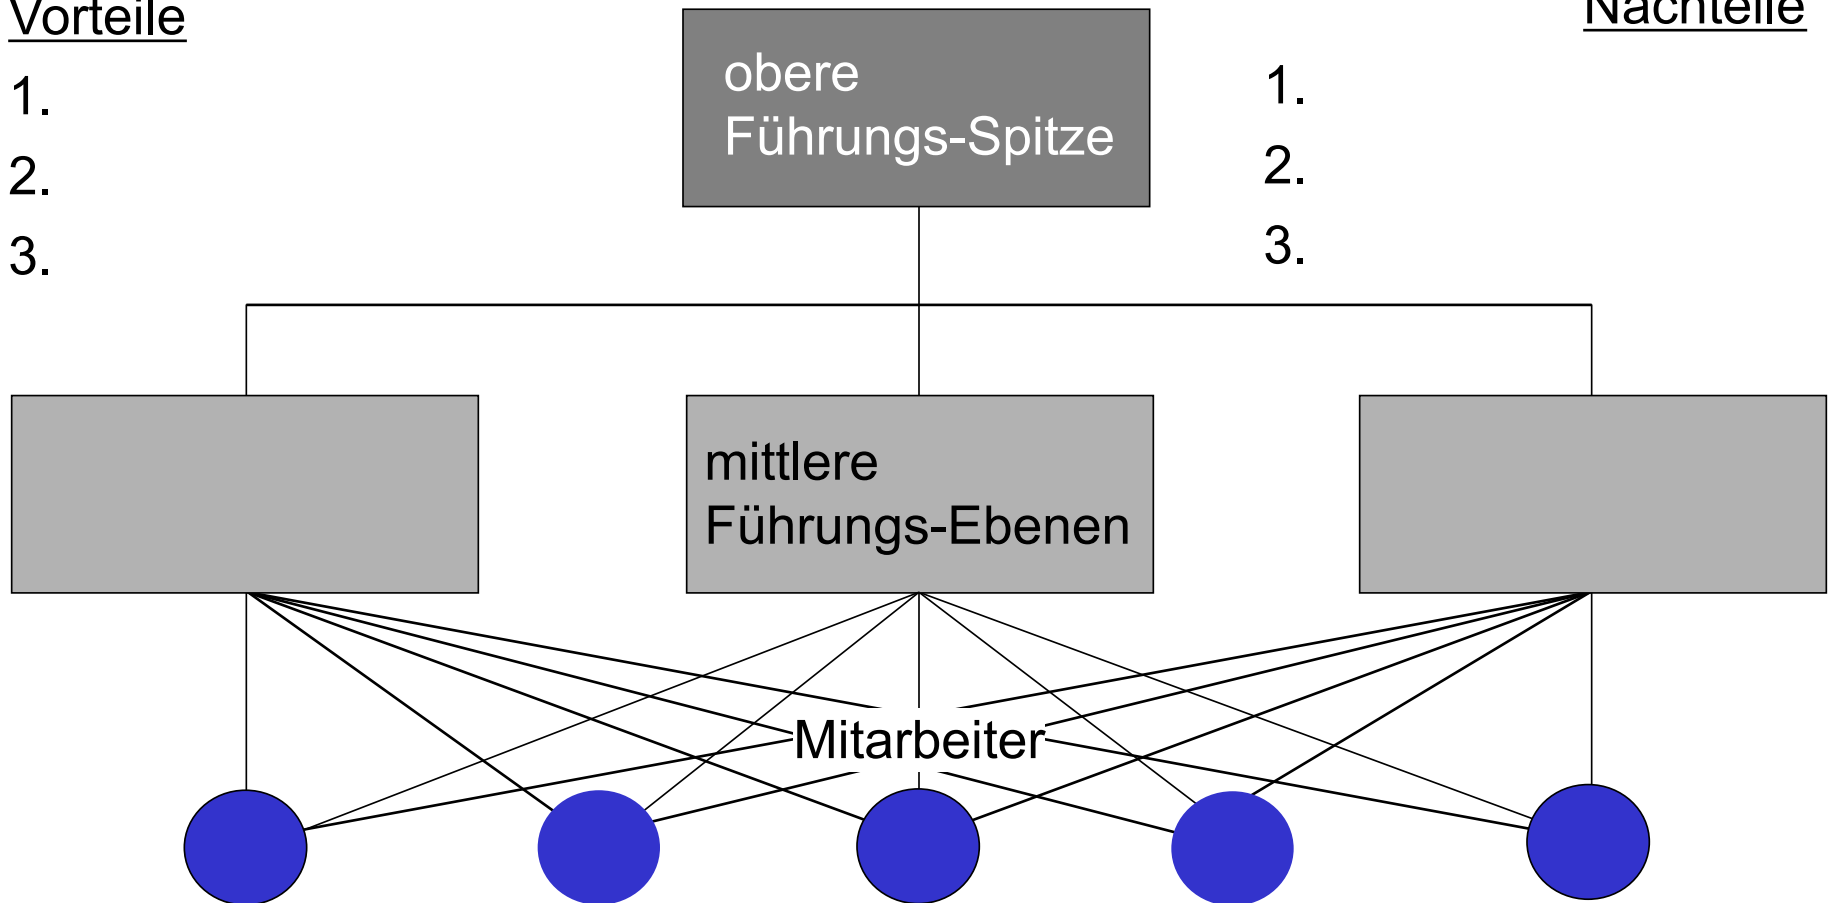 Vorteile
1.
2.
3.
obere
Führungs-Spitze
Nachteile
1.
2.
3.
mittlere
Führungs-Ebenen
Mitarbeiter